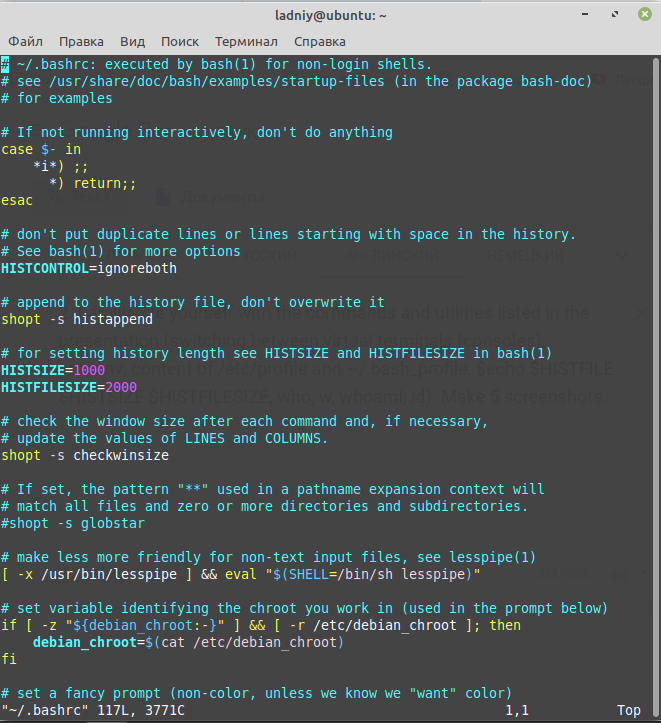 ladniy@ubuntu: ~
Файл Правка Вид Поиск Терминал Справка
# ~/.bashrc: executed by bash(1) for non-login shells.
# see /usr/share/doc/bash/examples/startup-files (in the package bash-doc)
# for examples

# If not running interactively, don't do anything
case $- in
    *i*) ;;
      *) return;;
esac

# don't put duplicate lines or lines starting with space in the history.
# See bash(1) for more options
HISTCONTROL=ignoreboth

# append to the history file, don't overwrite it
shopt -s histappend

# for setting history length see HISTSIZE and HISTFILESIZE in bash(1)
HISTSIZE=1000
HISTFILESIZE=2000

# check the window size after each command and, if necessary,
# update the values of LINES and COLUMNS.
shopt -s checkwinsize

# If set, the pattern "**" used in a pathname expansion context will
# match all files and zero or more directories and subdirectories.
#shopt -s globstar

# make less more friendly for non-text input files, see lesspipe(1)
[ -x /usr/bin/lesspipe ] && eval "$(SHELL=/bin/sh lesspipe)"

# set variable identifying the chroot you work in (used in the prompt below)
if [ -z "${debian_chroot:-}" ] && [ -r /etc/debian_chroot ]; then
    debian_chroot=$(cat /etc/debian_chroot)
fi

# set a fancy prompt (non-color, unless we know we "want" color)
"~/.bashrc" 117L, 3771C 1,1 Top